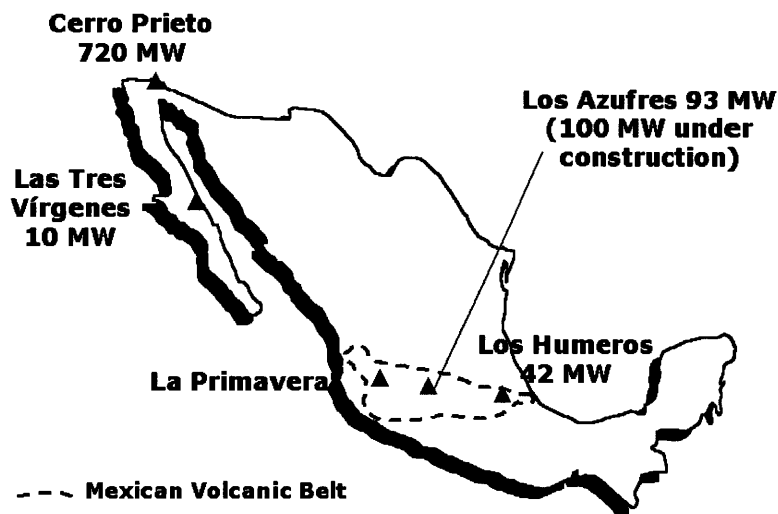 Cerro Prieto
720 MW
Los Azufres 93 MW
(100 MW under
construction)
Las Tres
Vírgenes
10 MW
Los Humeros
42 MW
La Primavera
Mexican Volcanic Belt